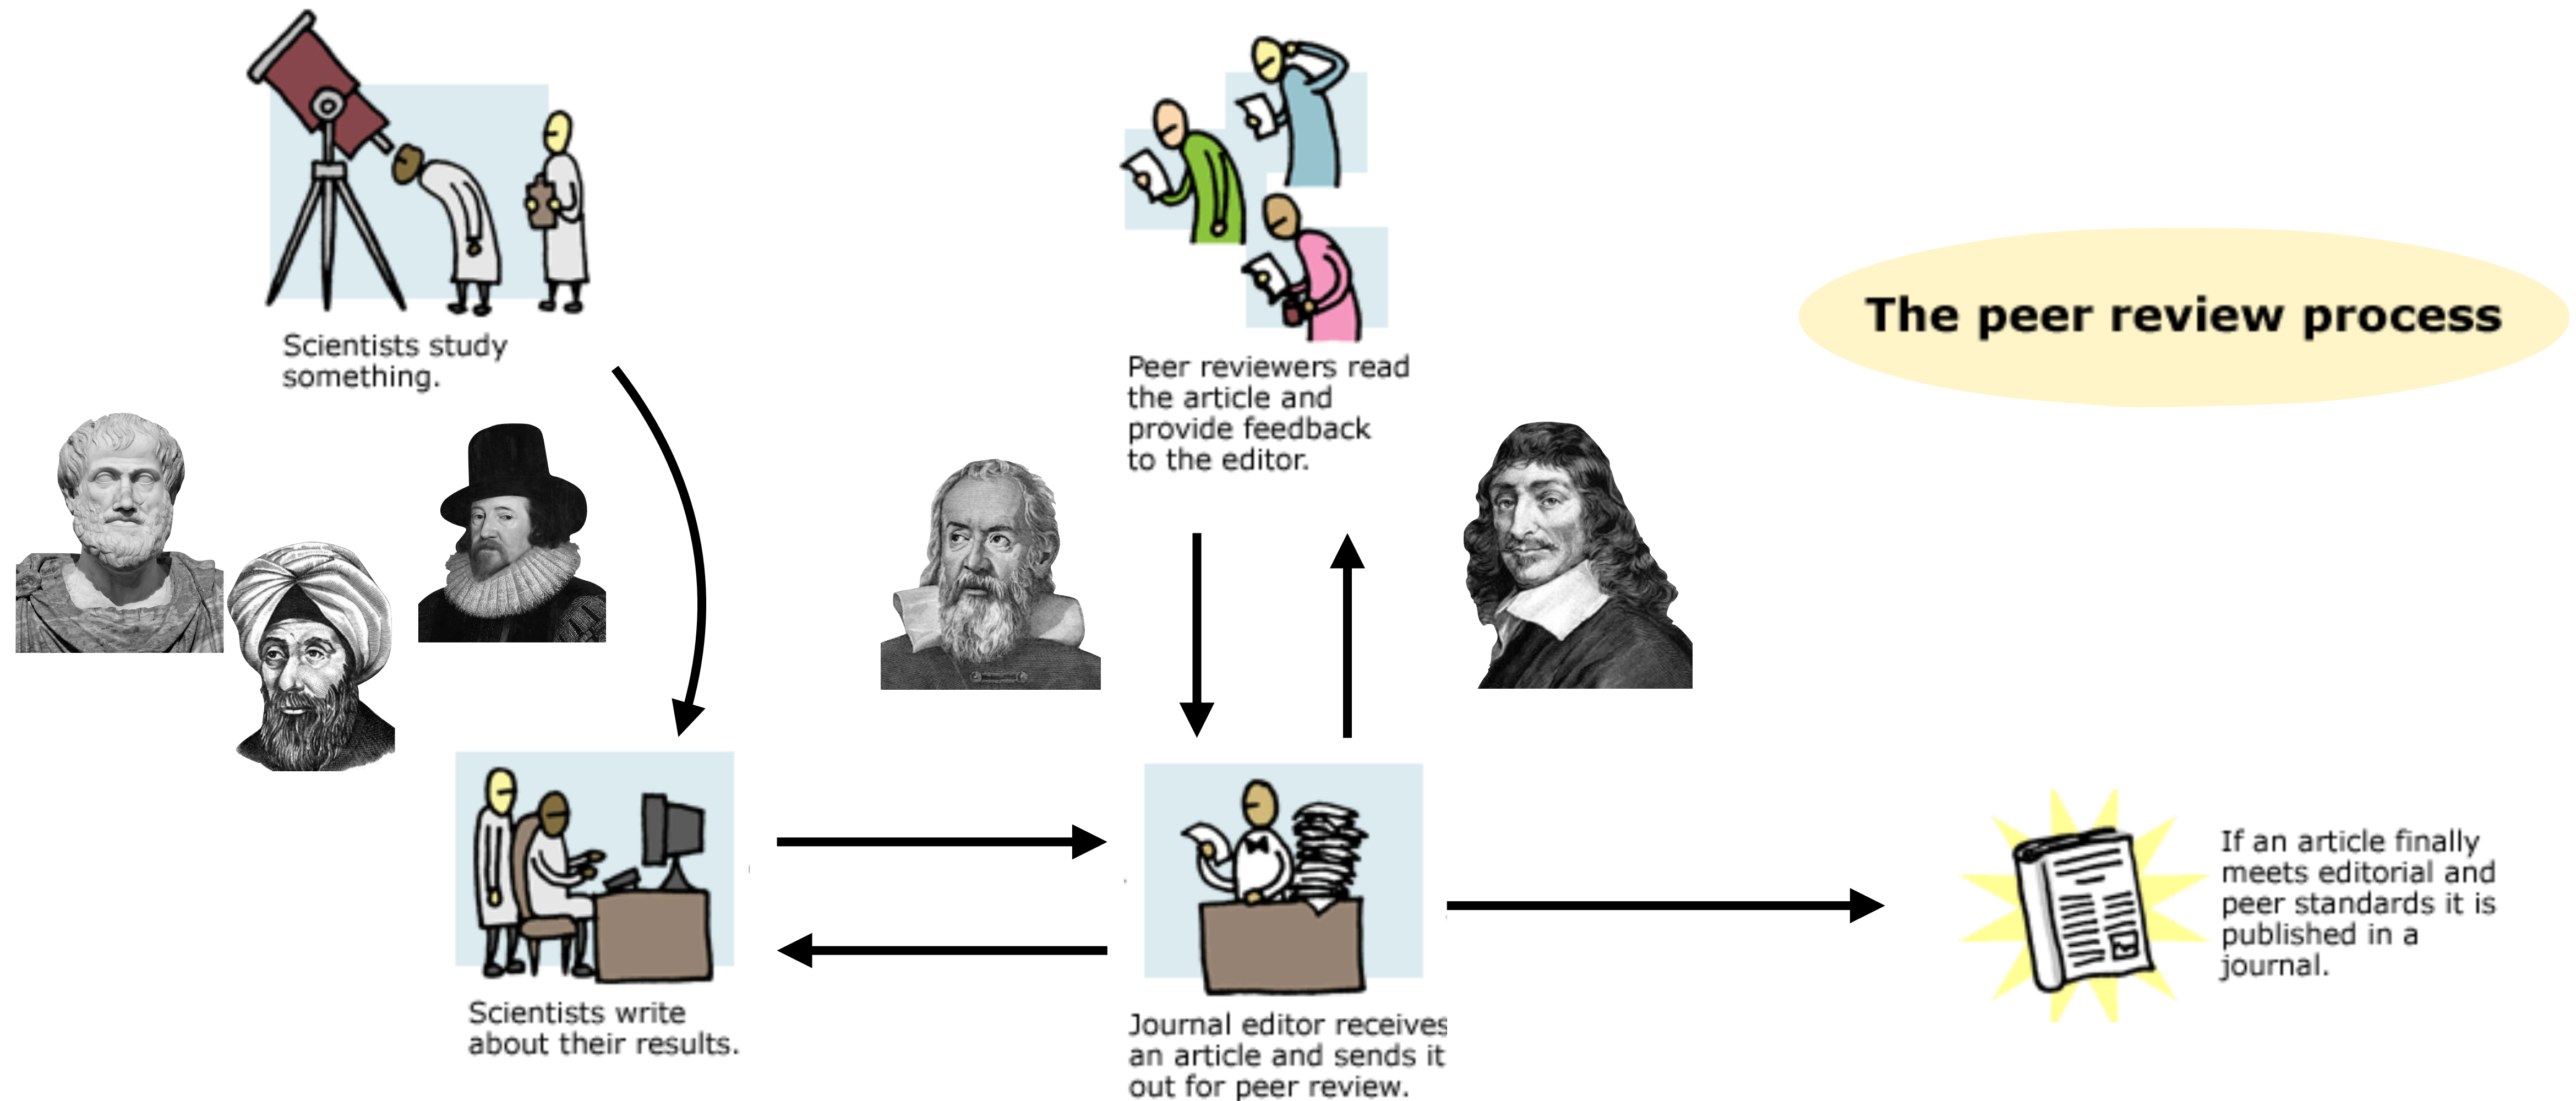 Scientists study
something.
Peer reviewers read
the article and
provide feedback
to the editor.
The peer review process
Scientists write
about their results.
Journal editor receives
an article and sends it
out for peer review.
If an article finally
meets editorial and
peer standards it is
published in a
journal.